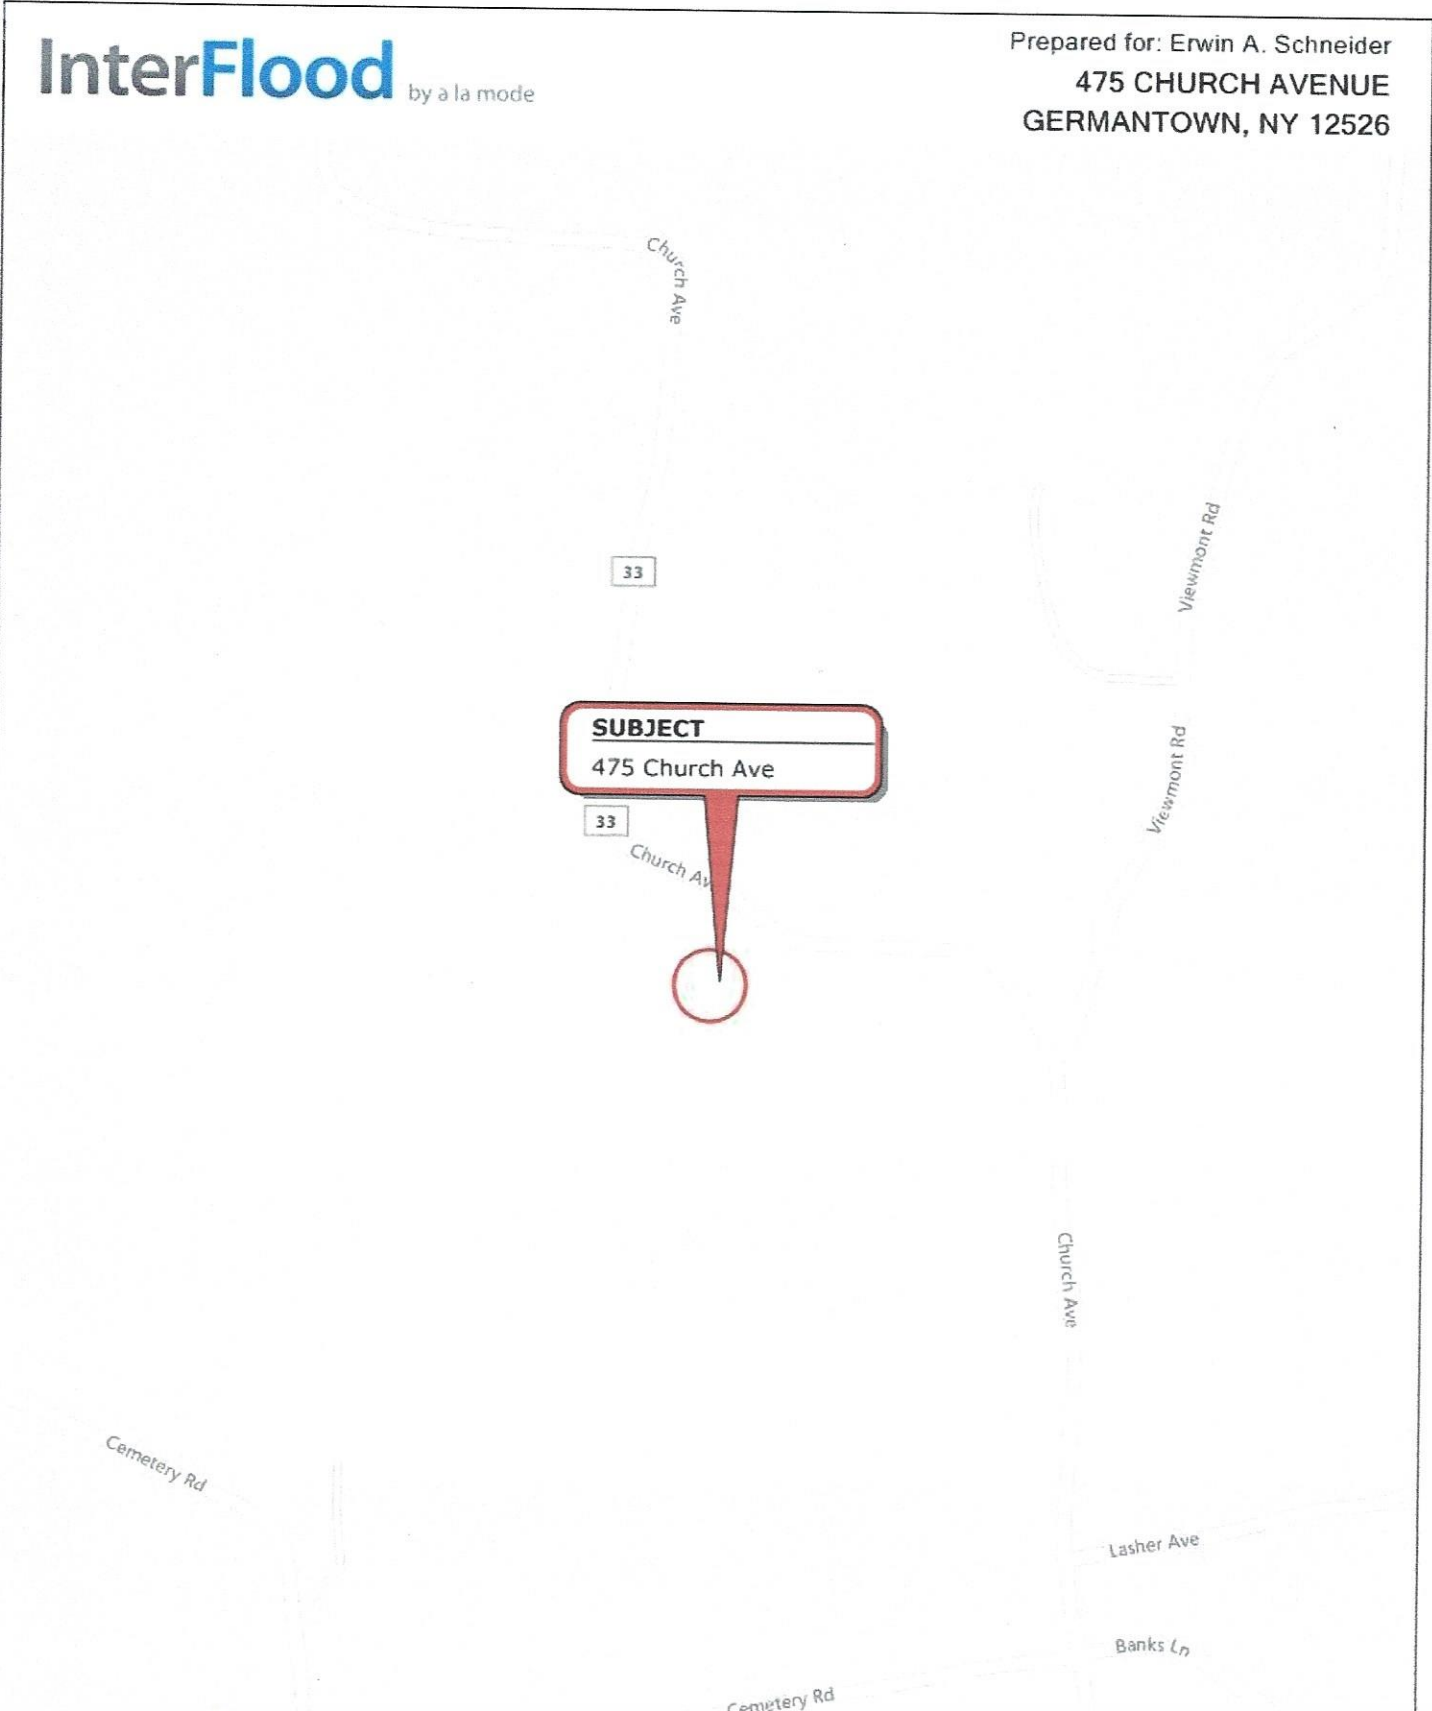 InterFlood by a la mode
Prepared for: Erwin A. Schneider
475 CHURCH AVENUE
GERMANTOWN, NY 12526
Church Ave
Viewmont Rd
33
SUBJECT
475 Church Ave
Viewmont Rd
33
Church Av
Church Ave
Cemetery Rd
Lasher Ave
Banks Ln
Cemetery Rd